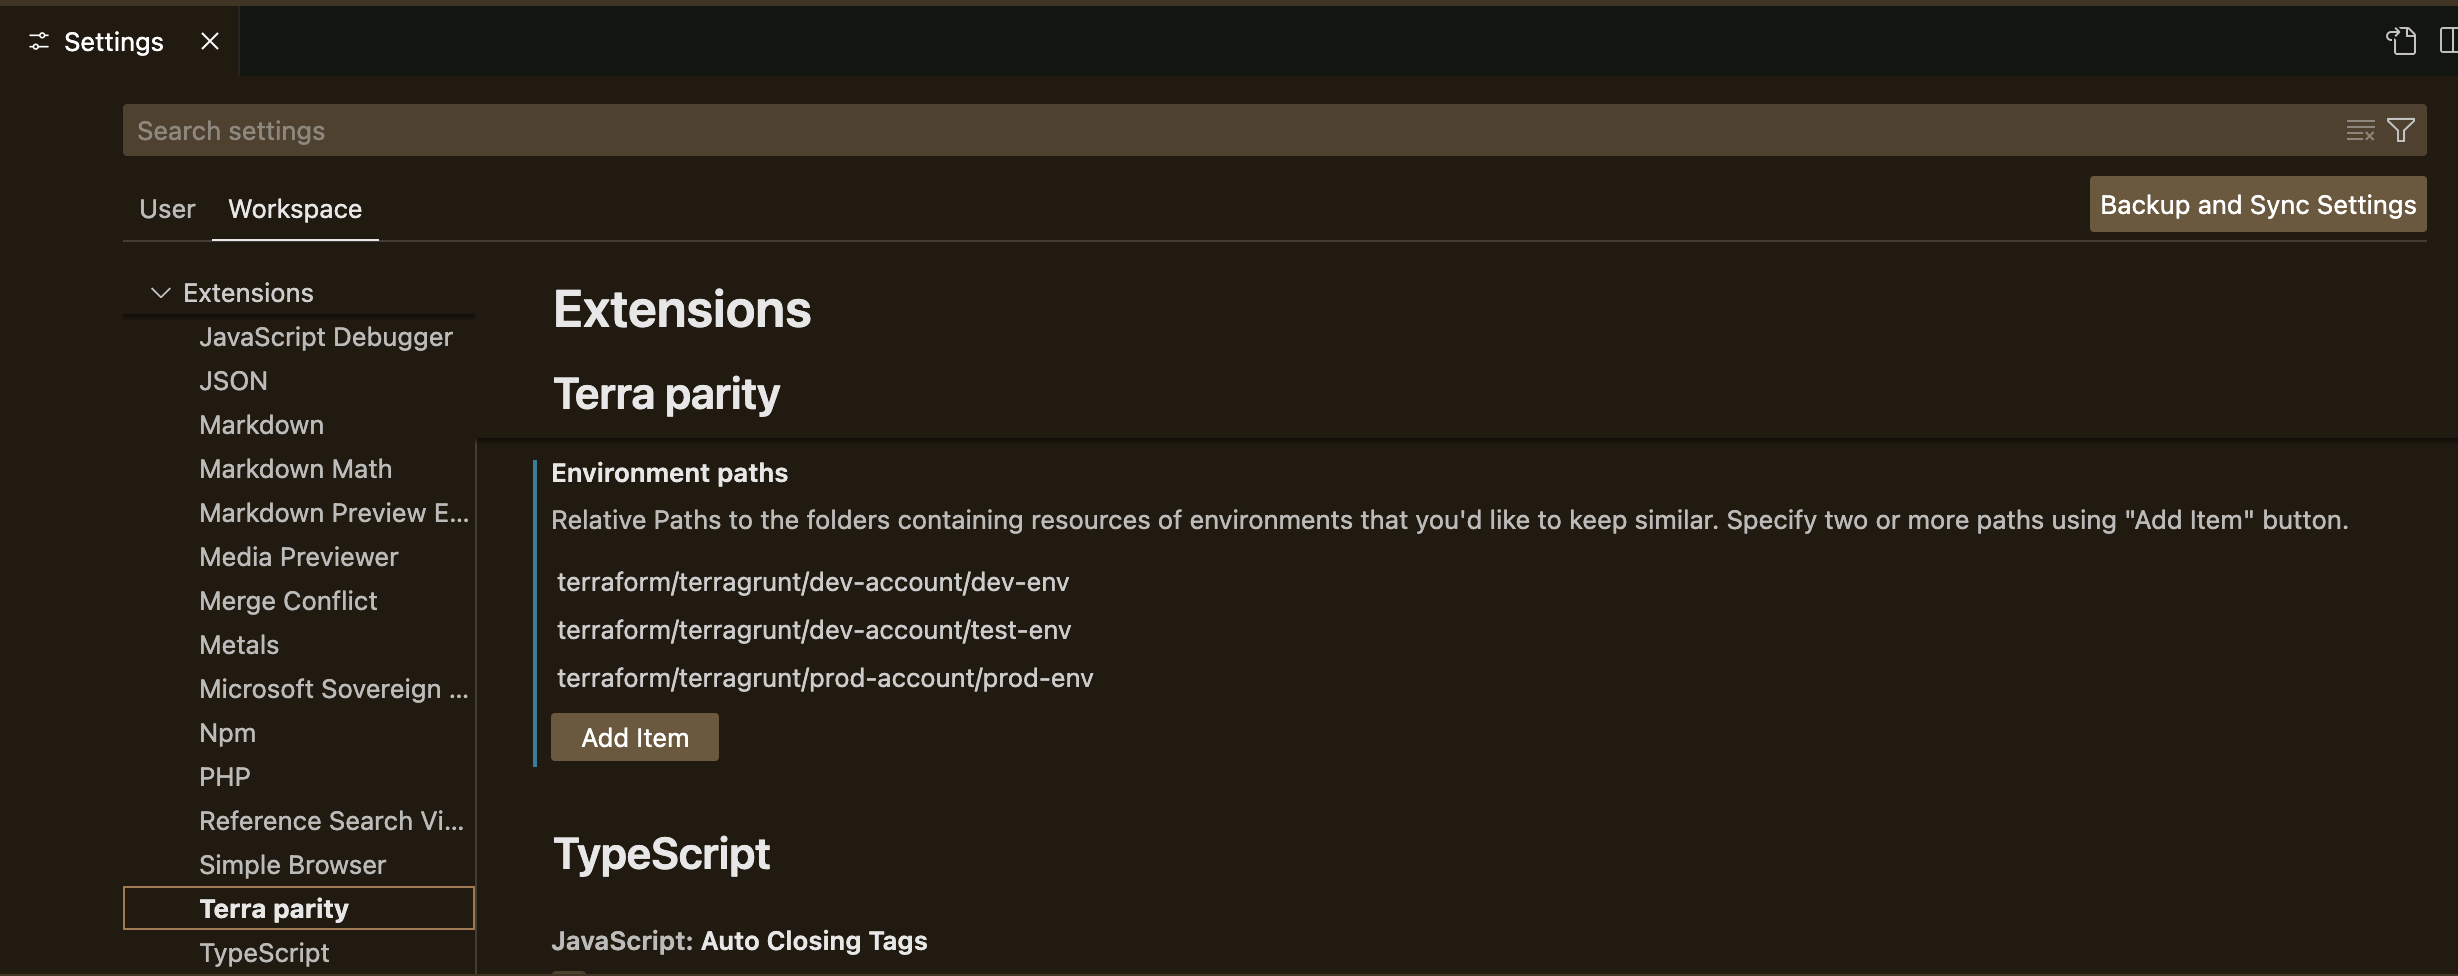 Settings
Search settings
User
Workspace
Backup and Sync Settings
Extensions
JavaScript Debugger
JSON
Markdown
Markdown Math
Markdown Preview E...
Media Previewer
Merge Conflict
Metals
Microsoft Sovereign ...
Npm
PHP
Reference Search Vi...
Simple Browser
Terra parity
TypeScript
Extensions
Terra parity
Environment paths
Relative Paths to the folders containing resources of environments that you'd like to keep similar. Specify two or more paths using "Add Item" button.
terraform/terragrunt/dev-account/dev-env
terraform/terragrunt/dev-account/test-env
terraform/terragrunt/prod-account/prod-env
Add Item
TypeScript
JavaScript: Auto Closing Tags